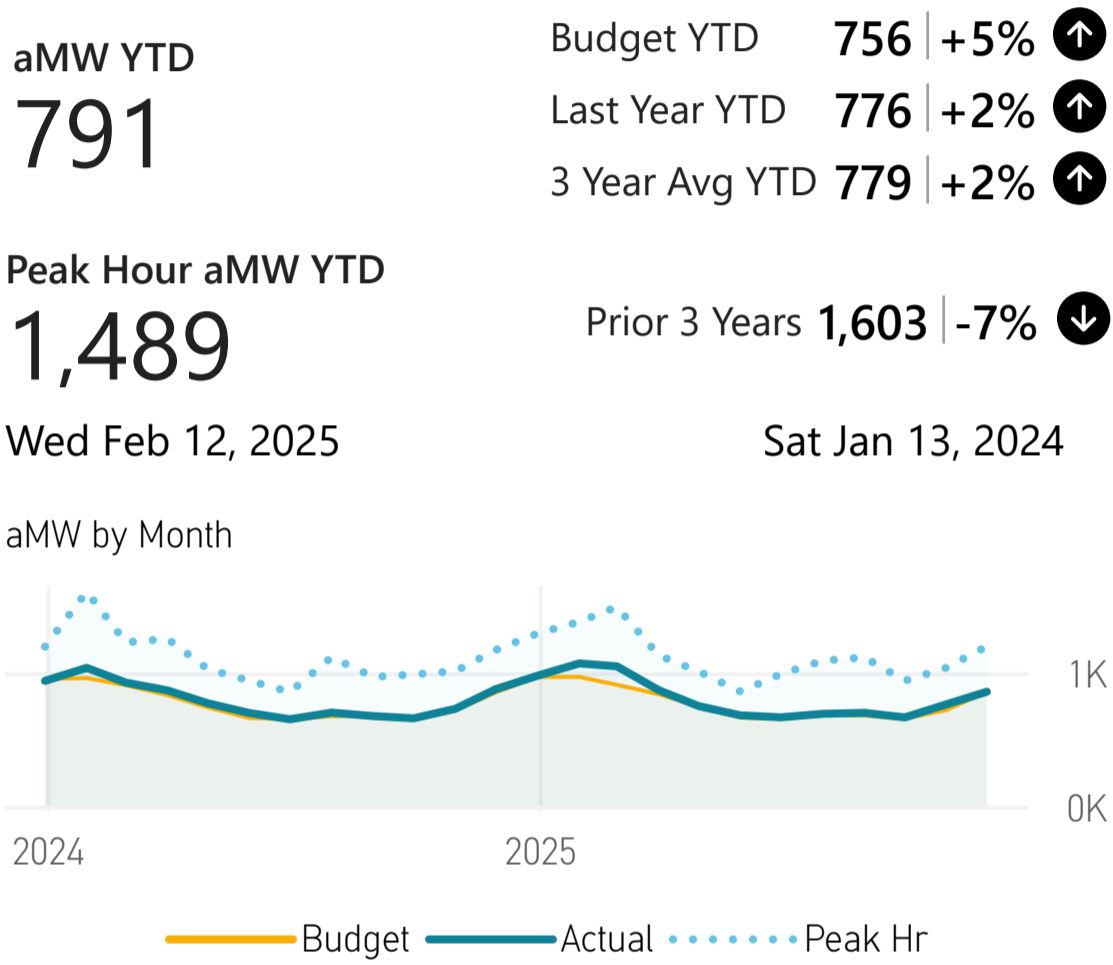 aMW YTD
791
Budget YTD 756 +5%
Last Year YTD 776 +2%
3 Year Avg YTD 779 +2%
Peak Hour aMW YTD
1,489
Prior 3 Years 1,603 -7%
Wed Feb 12, 2025
Sat Jan 13, 2024
aMW by Month
1K
0K
2024 2025
Budget Actual Peak Hr